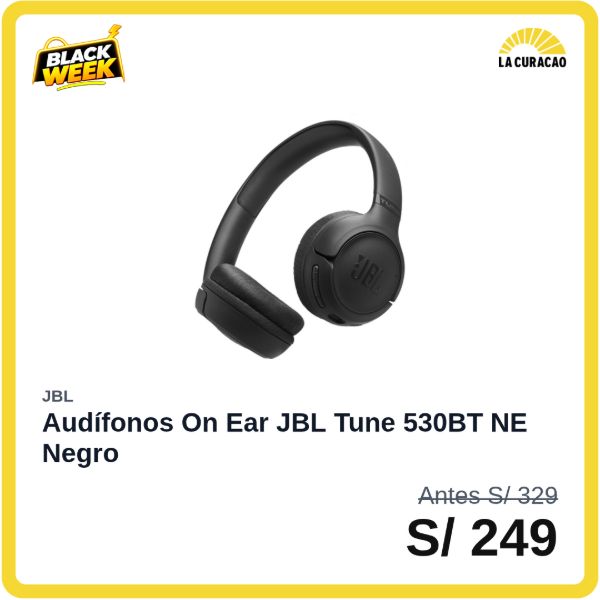 BLACK
WEEK
LA CURACAO
JBL
JBL
Audífonos On Ear JBL Tune 530BT NE
Negro
Antes S/ 329
S/ 249